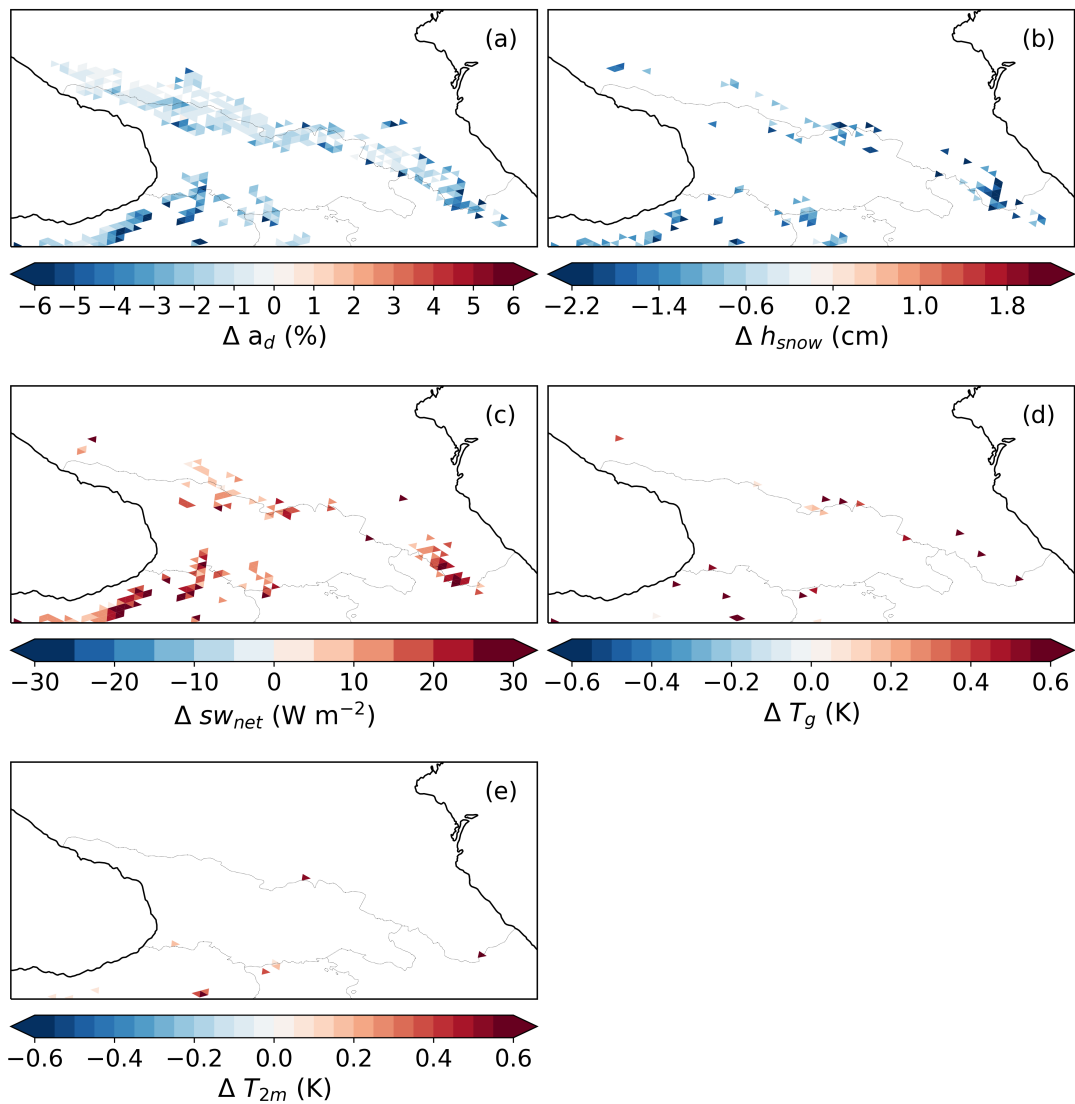 (a)
(b)
−6 −5 −4 −3 −2 −1 0 1 2 3 4 5 6
Δ a_d (%)
−2.2 −1.4 −0.6 0.2 1.0 1.8
Δ h_snow (cm)
(c)
(d)
−30 −20 −10 0 10 20 30
Δ sw_net (W m⁻²)
−0.6 −0.4 −0.2 0.0 0.2 0.4 0.6
Δ T_g (K)
(e)
−0.6 −0.4 −0.2 0.0 0.2 0.4 0.6
Δ T_2m (K)